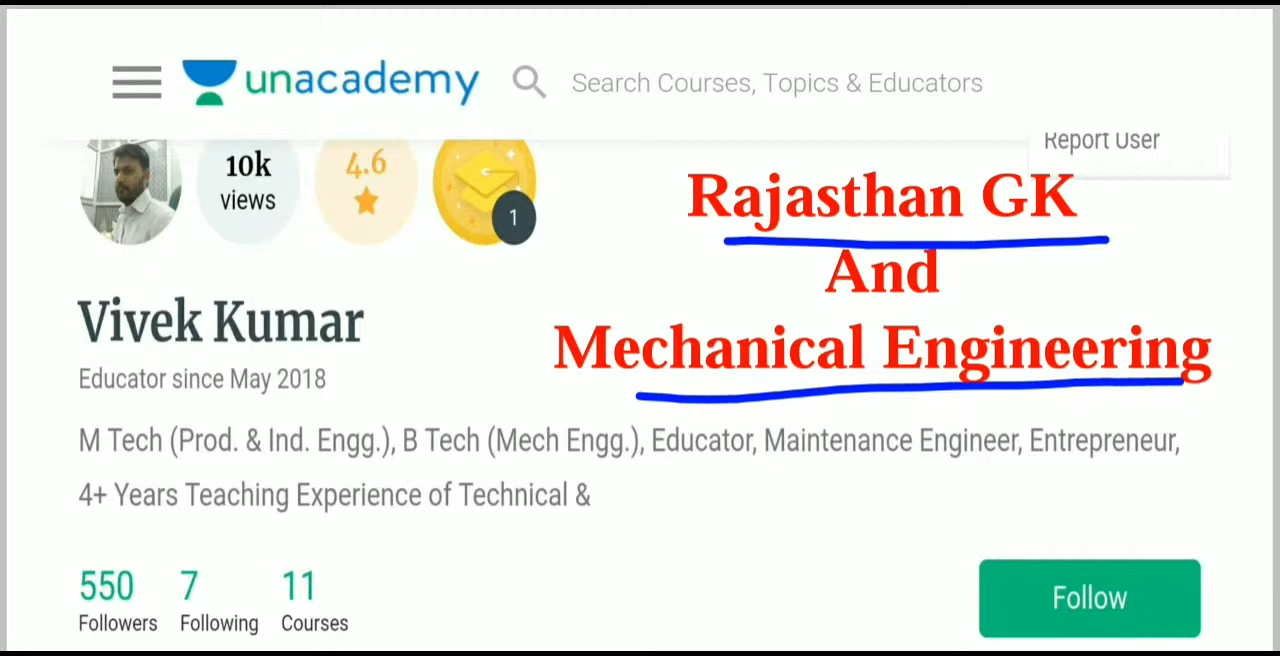 unacademy
Search Courses, Topics & Educators
Report User
10k
views
4.6
1
Rajasthan GK
And
Mechanical Engineering
Vivek Kumar
Educator since May 2018
M Tech (Prod. & Ind. Engg.), B Tech (Mech Engg.), Educator, Maintenance Engineer, Entrepreneur,
4+ Years Teaching Experience of Technical &
550 7 11
Followers Following Courses
Follow